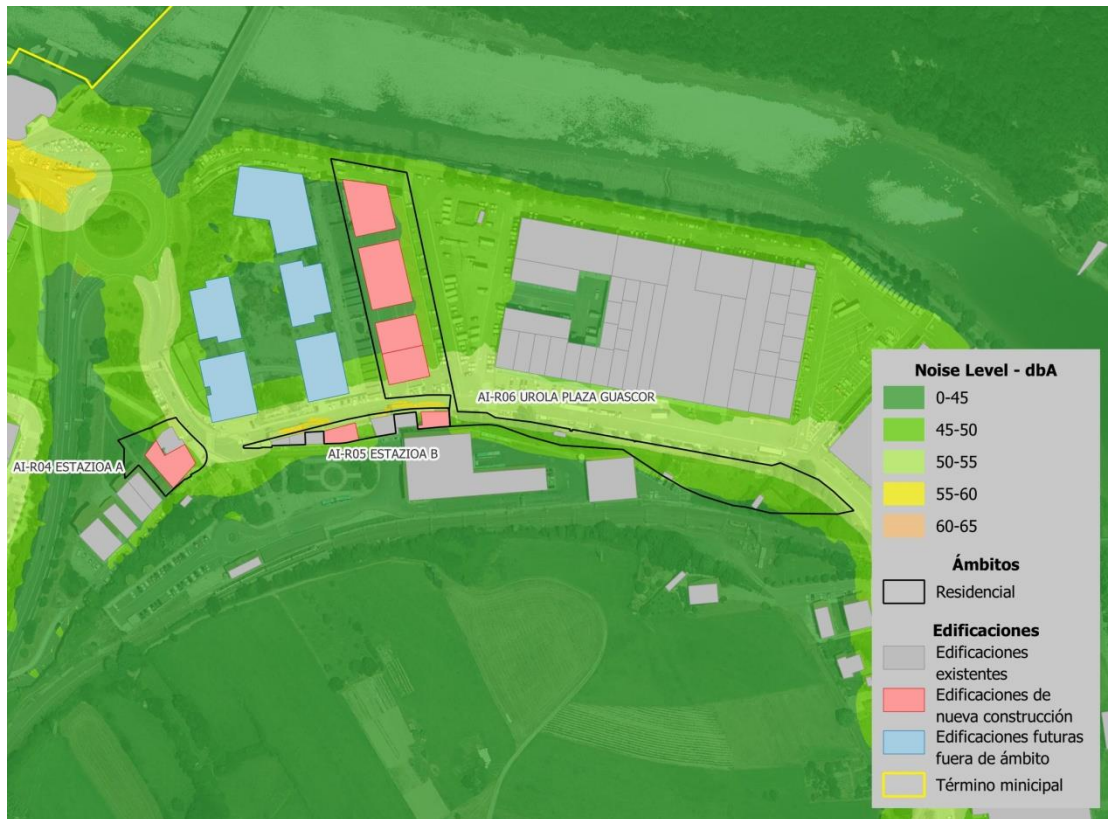 AI-R06 UROLA PLAZA GUASCOR
AI-R05 ESTAZIOA B
AI-R04 ESTAZIOA A
Noise Level - dbA
0-45
45-50
50-55
55-60
60-65
Ámbitos
Residencial
Edificaciones
Edificaciones
existentes
Edificaciones de
nueva construcción
Edificaciones futuras
fuera de ámbito
Término minicipal